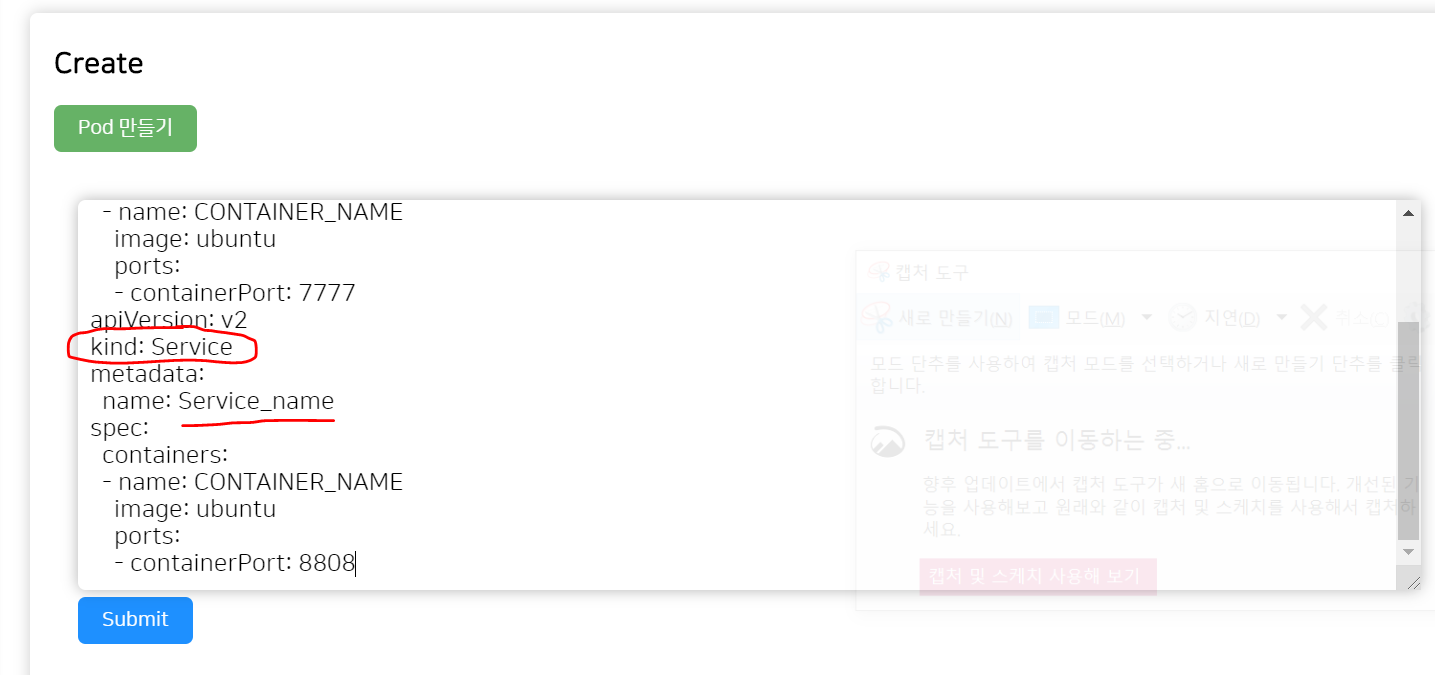 Create
Pod 만들기
- name: CONTAINER_NAME
image: ubuntu
ports:
- containerPort: 7777
apiVersion: v2
kind: Service
metadata:
name: Service_name
spec:
containers:
- name: CONTAINER_NAME
image: ubuntu
ports:
- containerPort: 8808
Submit
캡처 도구
새로 만들기(N) 모드(M) 지연(D) 취소(C)
모드 단추를 사용하여 캡처 모드를 선택하거나 새로 만들기 단추를 클릭
합니다.
캡처 도구를 이동하는 중...
향후 업데이트에서 캡처 도구가 새 홈으로 이동됩니다. 개선된 기
능을 사용해보고 원래와 같이 캡처 및 스케치를 사용해서 캡처하
세요.
캡처 및 스케치 사용해 보기